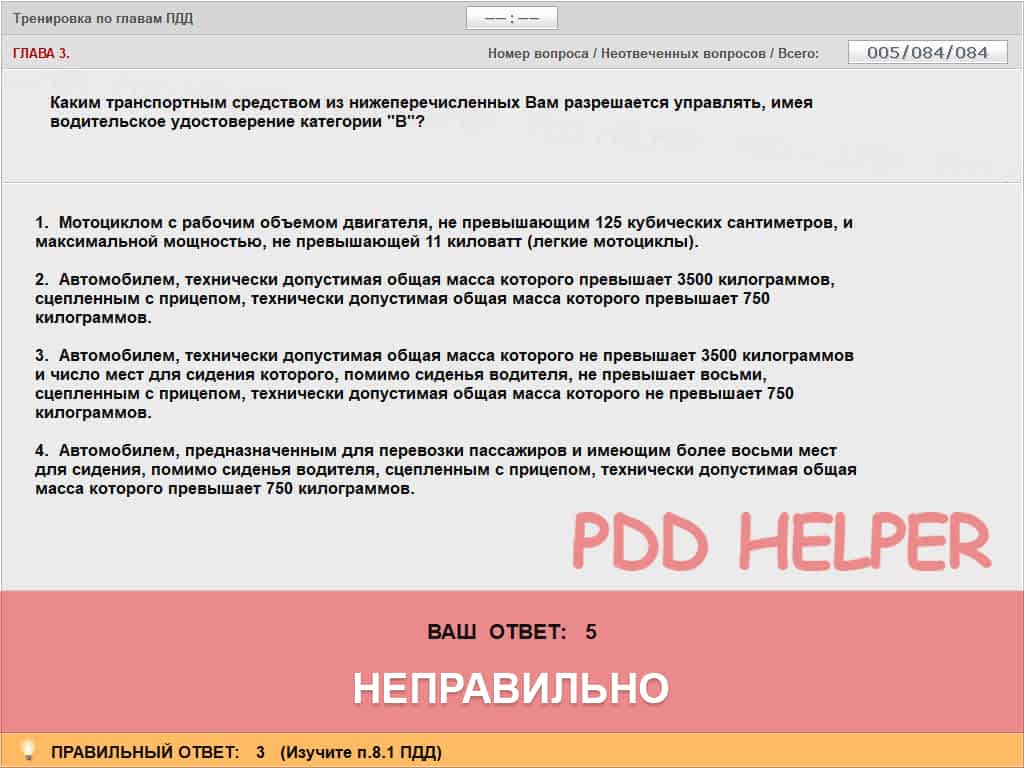 Тренировка по главам ПДД
—— : ——
ГЛАВА 3.
Номер вопроса / Неотвеченных вопросов / Всего:
005/084/084
Каким транспортным средством из нижеперечисленных Вам разрешается управлять, имея
водительское удостоверение категории "В"?
1. Мотоциклом с рабочим объемом двигателя, не превышающим 125 кубических сантиметров, и
максимальной мощностью, не превышающей 11 киловатт (легкие мотоциклы).
2. Автомобилем, технически допустимая общая масса которого превышает 3500 килограммов,
сцепленным с прицепом, технически допустимая общая масса которого превышает 750
килограммов.
3. Автомобилем, технически допустимая общая масса которого не превышает 3500 килограммов
и число мест для сидения которого, помимо сиденья водителя, не превышает восьми,
сцепленным с прицепом, технически допустимая общая масса которого не превышает 750
килограммов.
4. Автомобилем, предназначенным для перевозки пассажиров и имеющим более восьми мест
для сидения, помимо сиденья водителя, сцепленным с прицепом, технически допустимая общая
масса которого превышает 750 килограммов.
PDD HELPER
ВАШ ОТВЕТ: 5
НЕПРАВИЛЬНО
ПРАВИЛЬНЫЙ ОТВЕТ: 3 (Изучите п.8.1 ПДД)